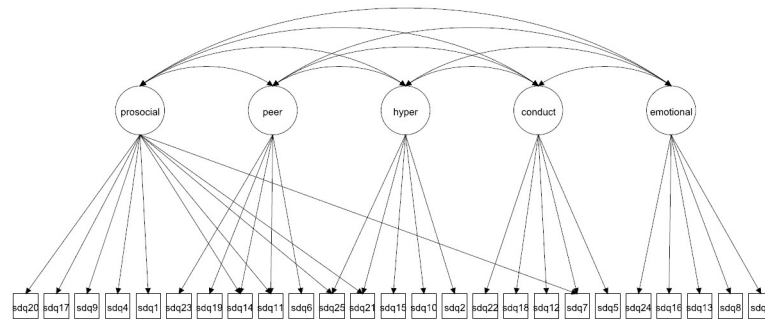 prosocial peer hyper conduct emotional
sdq20 sdq17 sdq9 sdq4 sdq1 sdq23 sdq19 sdq14 sdq11 sdq6 sdq25 sdq21 sdq15 sdq10 sdq2 sdq22 sdq18 sdq12 sdq7 sdq5 sdq24 sdq16 sdq13 sdq8 sdq